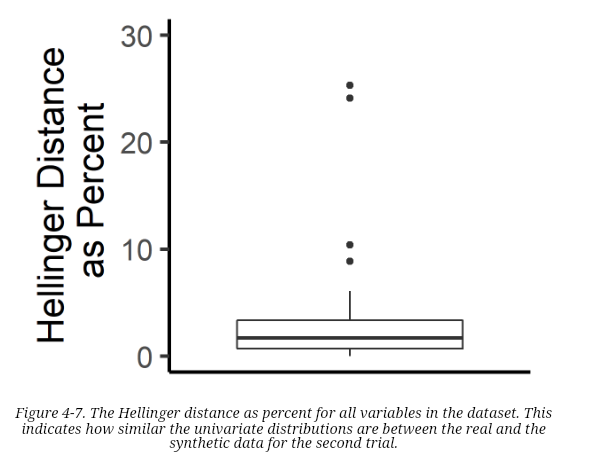 Hellinger Distance
as Percent
30
20
10
0
Figure 4-7. The Hellinger distance as percent for all variables in the dataset. This
indicates how similar the univariate distributions are between the real and the
synthetic data for the second trial.